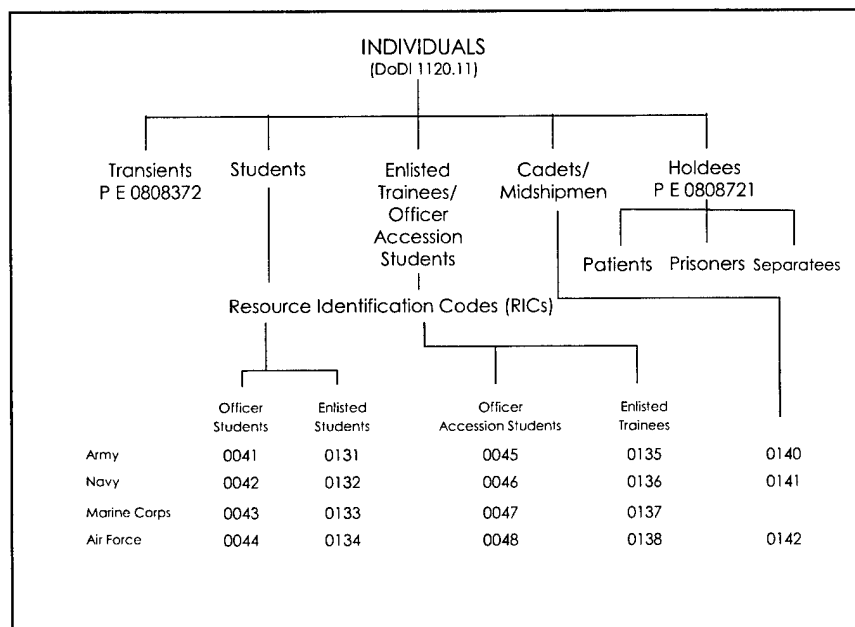 INDIVIDUALS
(DoDI 1120.11)
Transients
P E 0808372
Students
Enlisted
Trainees/
Officer
Accession
Students
Cadets/
Midshipmen
Holdees
P E 0808721
Patients
Prisoners
Separatees
Resource Identification Codes (RICs)
Officer
Students
Enlisted
Students
Officer
Accession Students
Enlisted
Trainees
Army 0041 0131 0045 0135 0140
Navy 0042 0132 0046 0136 0141
Marine Corps 0043 0133 0047 0137
Air Force 0044 0134 0048 0138 0142